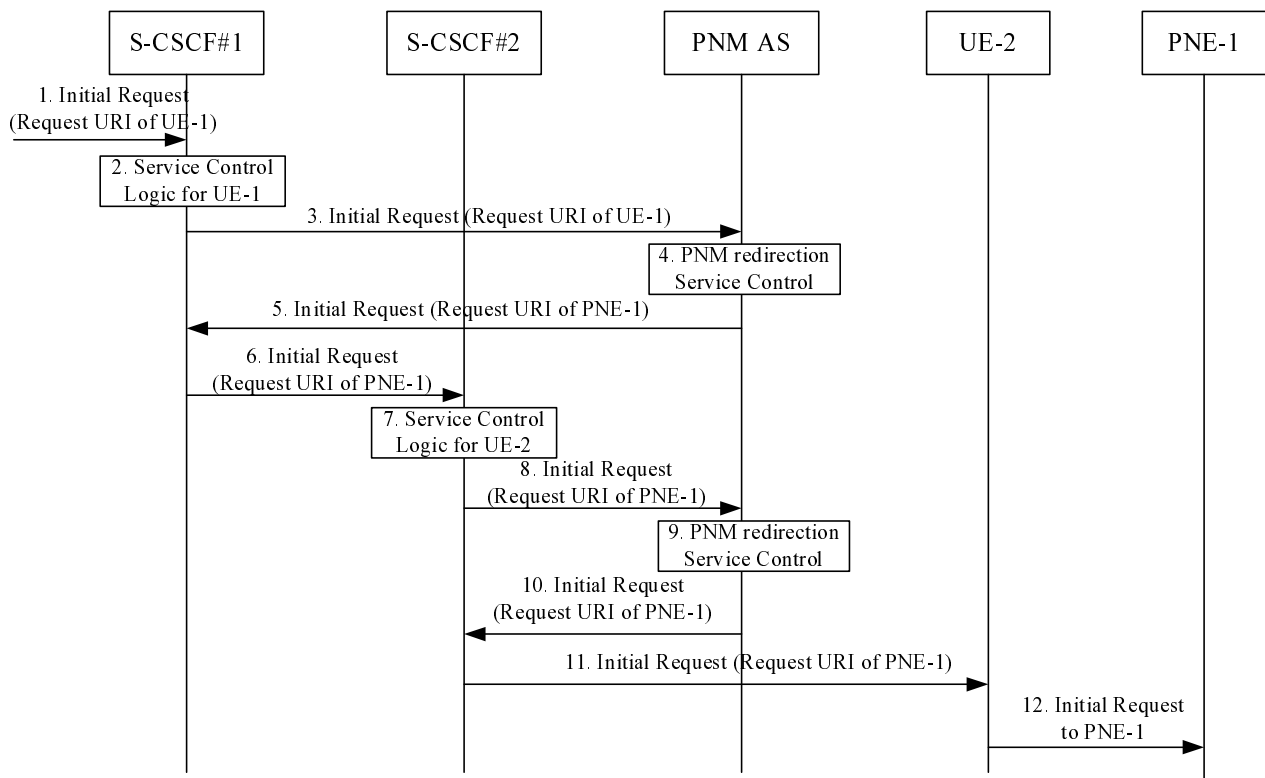 S-CSCF#1
S-CSCF#2
PNM AS
UE-2
PNE-1
1. Initial Request
(Request URI of UE-1)
2. Service Control
Logic for UE-1
3. Initial Request (Request URI of UE-1)
4. PNM redirection
Service Control
5. Initial Request (Request URI of PNE-1)
6. Initial Request
(Request URI of PNE-1)
7. Service Control
Logic for UE-2
8. Initial Request
(Request URI of PNE-1)
9. PNM redirection
Service Control
10. Initial Request
(Request URI of PNE-1)
11. Initial Request (Request URI of PNE-1)
12. Initial Request
to PNE-1